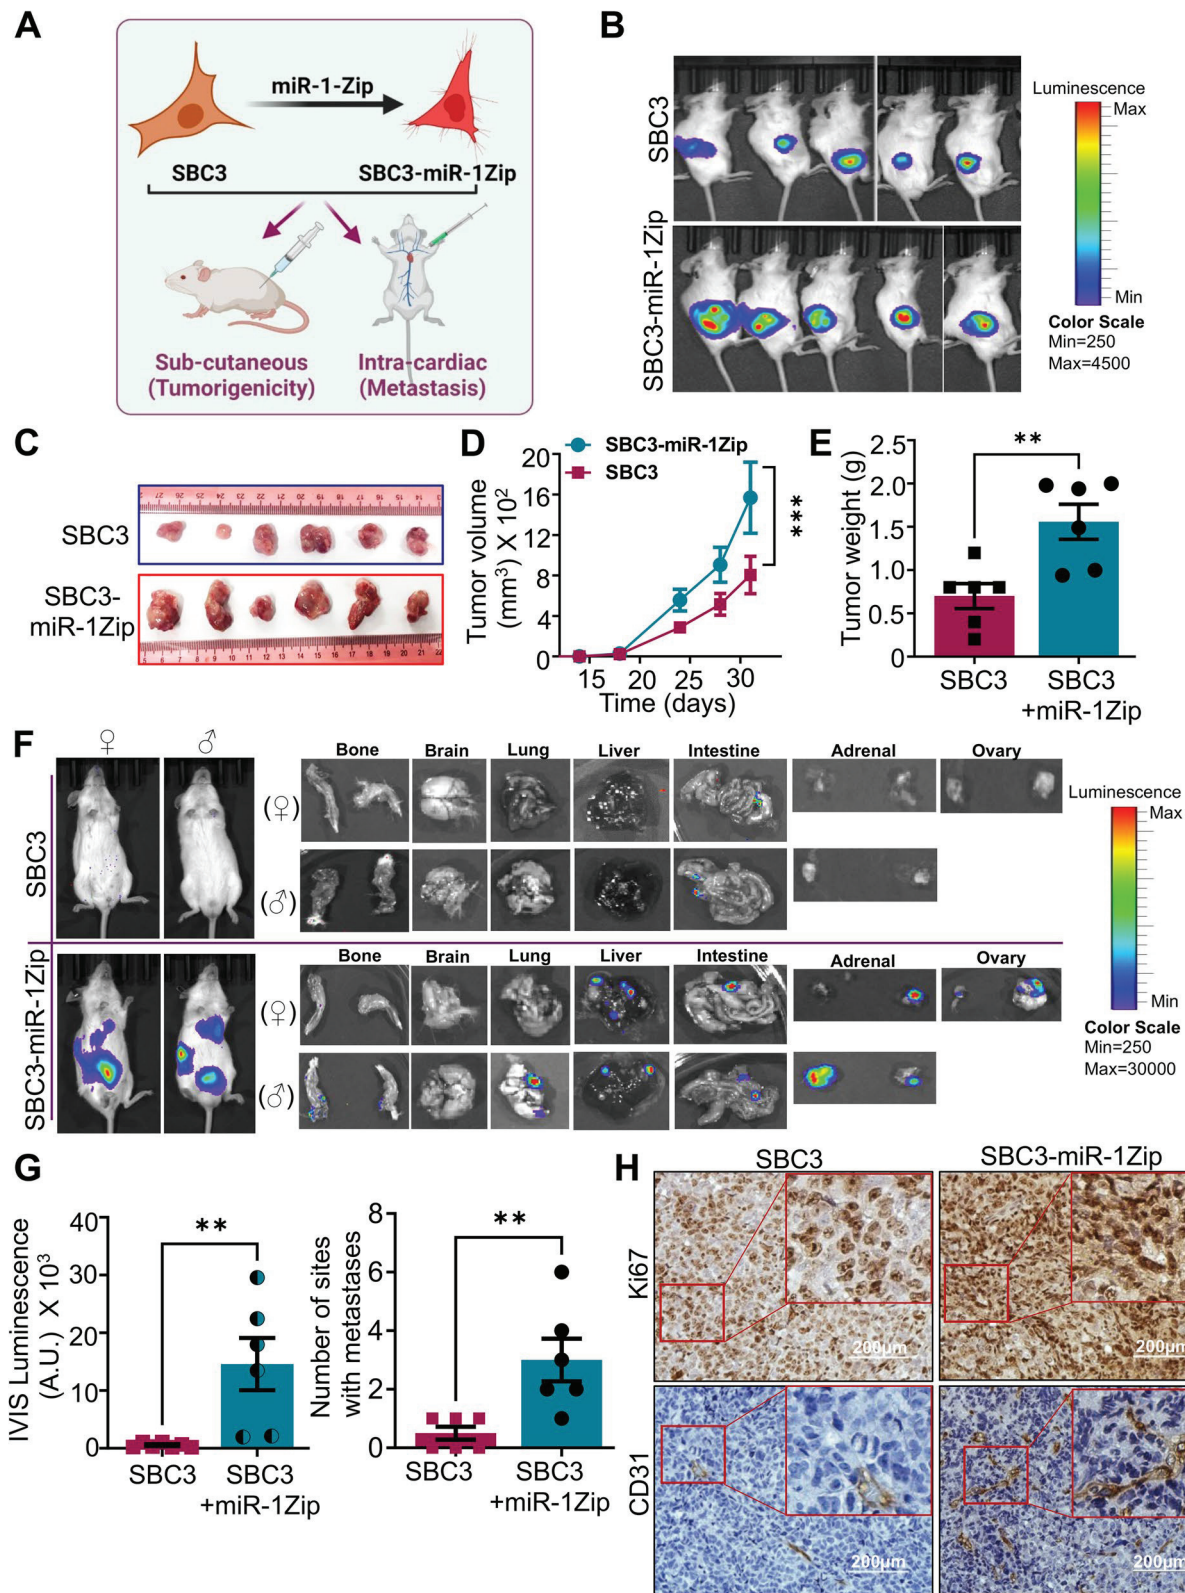 A
miR-1-Zip
SBC3
SBC3-miR-1Zip
Sub-cutaneous
(Tumorigenicity)
Intra-cardiac
(Metastasis)
B
SBC3
SBC3-miR-1Zip
Luminescence
Max
Min
Color Scale
Min=250
Max=4500
C
SBC3
SBC3-
miR-1Zip
D
SBC3-miR-1Zip
SBC3
Tumor volume
(mm³) X 10²
20
16
12
8
4
0
15
20
25
30
Time (days)
***
E
Tumor weight (g)
2.5
2.0
1.5
1.0
0.5
0.0
**
SBC3
SBC3
+miR-1Zip
F
♀
♂
SBC3
Bone
Brain
Lung
Liver
Intestine
Adrenal
Ovary
(♀)
(♂)
SBC3-miR-1Zip
Bone
Brain
Lung
Liver
Intestine
Adrenal
Ovary
(♀)
(♂)
Luminescence
Max
Min
Color Scale
Min=250
Max=30000
G
IVIS Luminescence
(A.U.) X 10³
40
30
20
10
0
**
SBC3
SBC3
+miR-1Zip
Number of sites
with metastases
8
6
4
2
0
**
SBC3
SBC3
+miR-1Zip
H
SBC3
SBC3-miR-1Zip
Ki67
200μm
200μm
CD31
200μm
200μm